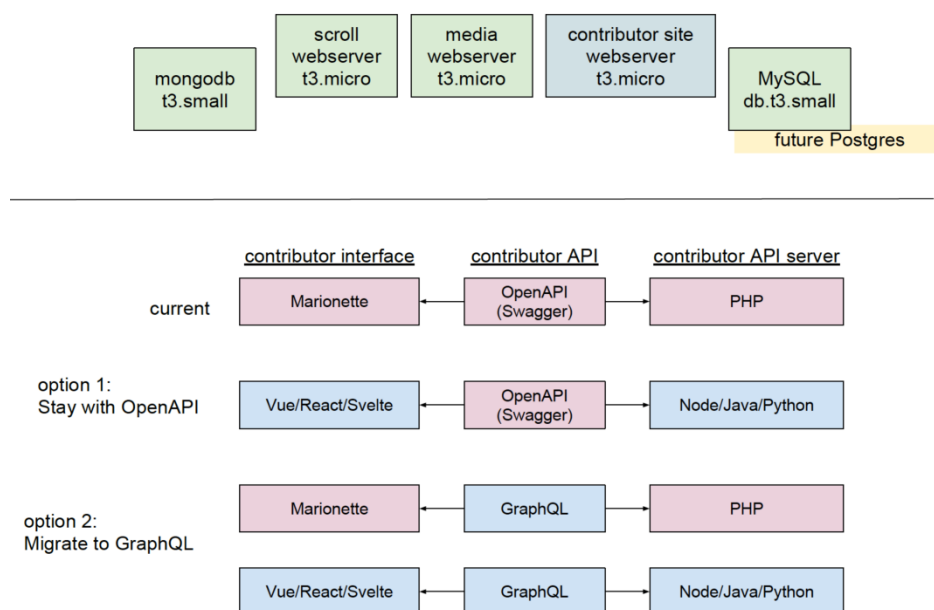 mongodb
t3.small
scroll
webserver
t3.micro
media
webserver
t3.micro
contributor site
webserver
t3.micro
MySQL
db.t3.small
future Postgres
contributor interface
contributor API
contributor API server
current
Marionette
OpenAPI
(Swagger)
PHP
option 1:
Stay with OpenAPI
Vue/React/Svelte
OpenAPI
(Swagger)
Node/Java/Python
option 2:
Migrate to GraphQL
Marionette
GraphQL
PHP
Vue/React/Svelte
GraphQL
Node/Java/Python